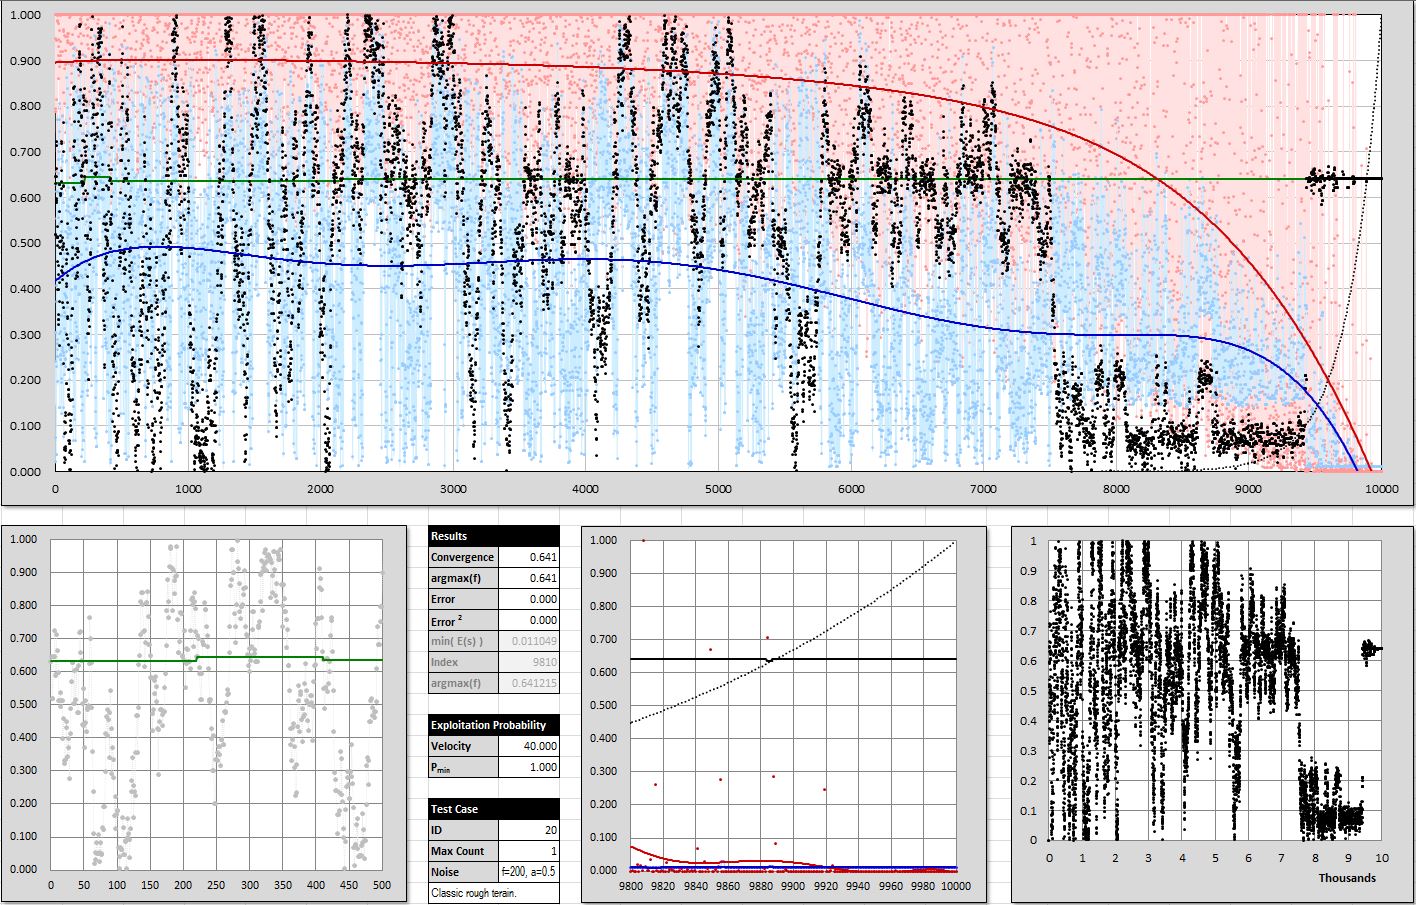 1.000
0.900
0.800
0.700
0.600
0.500
0.400
0.300
0.200
0.100
0.000
0 1000 2000 3000 4000 5000 6000 7000 8000 9000 10000
1.000
0.900
0.800
0.700
0.600
0.500
0.400
0.300
0.200
0.100
0.000
0 50 100 150 200 250 300 350 400 450 500
Results
Convergence 0.641
argmax(f) 0.641
Error 0.000
Error ² 0.000
min( E(s) ) 0.011049
Index 9810
argmax(f) 0.641215
Exploitation Probability
Velocity 40.000
Pmin 1.000
Test Case
ID 20
Max Count 1
Noise f=200, a=0.5
Classic rough terrain.
1.000
0.900
0.800
0.700
0.600
0.500
0.400
0.300
0.200
0.100
0.000
9800 9820 9840 9860 9880 9900 9920 9940 9960 9980 10000
1
0.9
0.8
0.7
0.6
0.5
0.4
0.3
0.2
0.1
0
0 1 2 3 4 5 6 7 8 9 10
Thousands